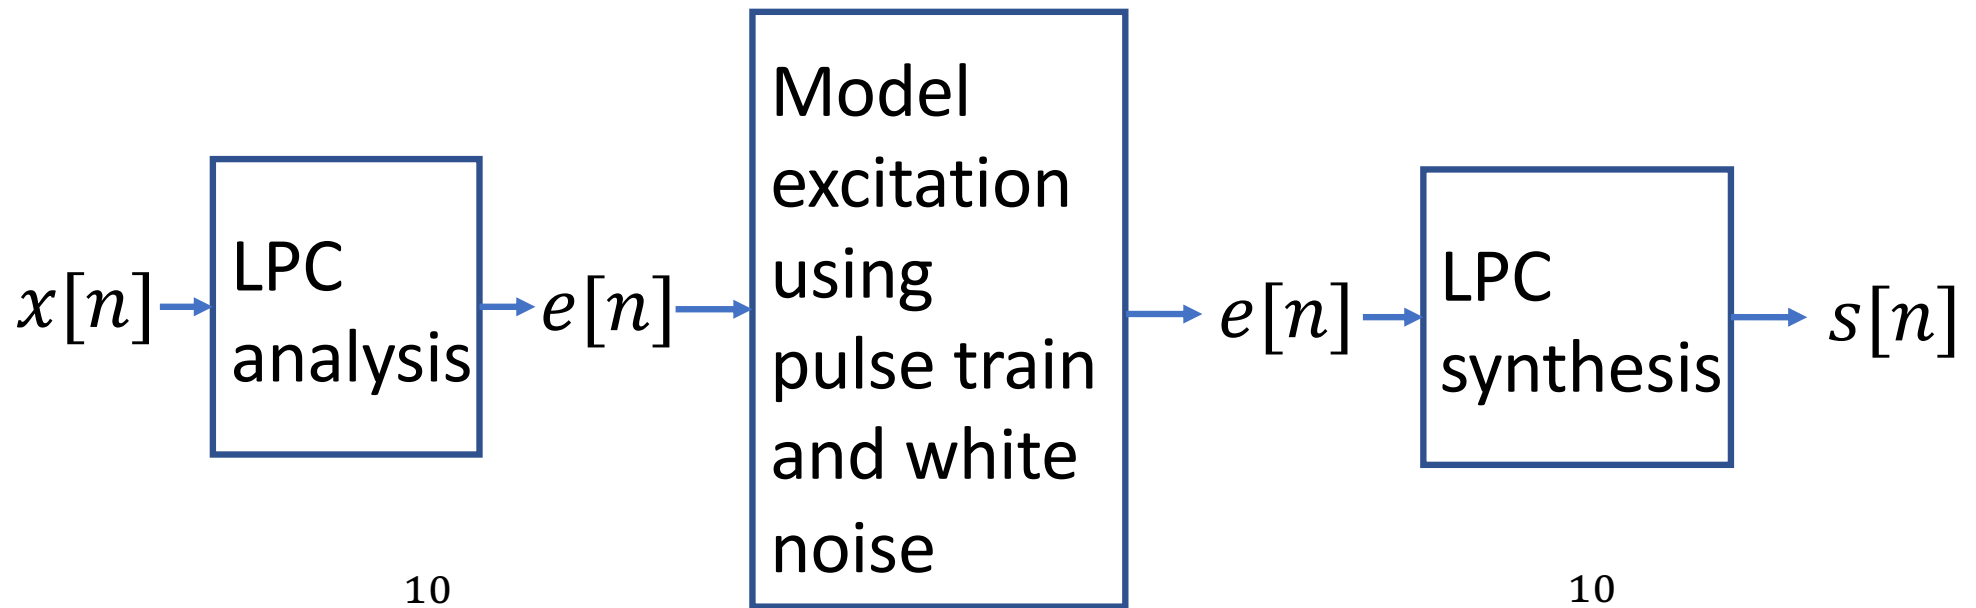 x[n]
LPC
analysis
e[n]
Model
excitation
using
pulse train
and white
noise
e[n]
LPC
synthesis
s[n]
10
10